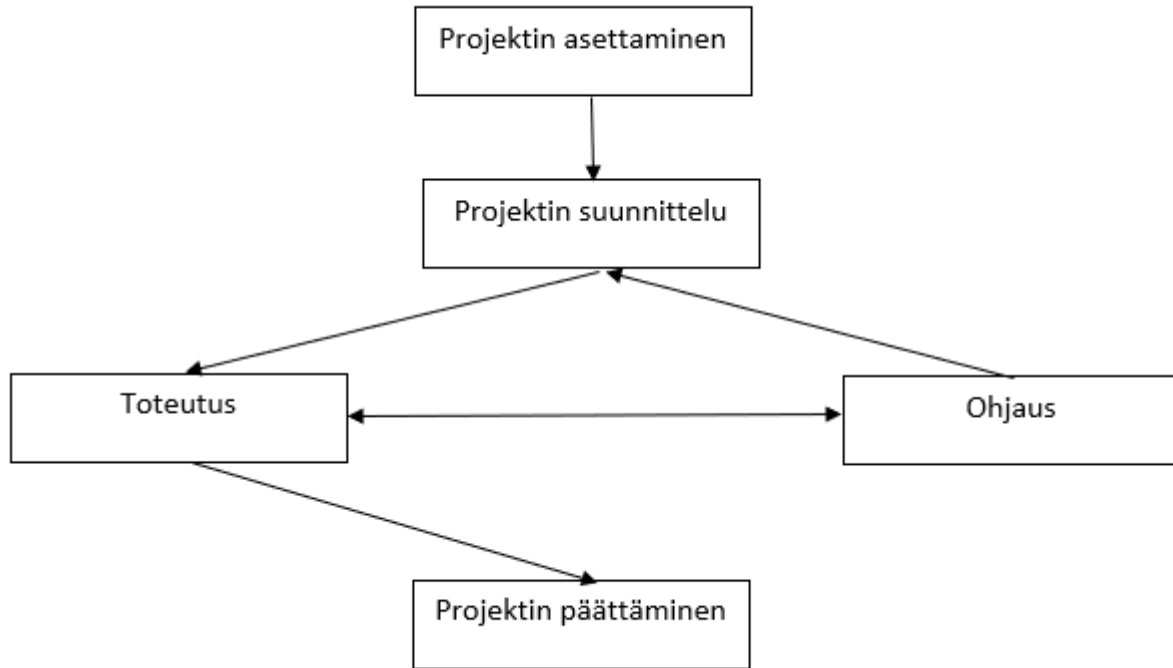 Projektin asettaminen
Projektin suunnittelu
Toteutus
Ohjaus
Projektin päättäminen